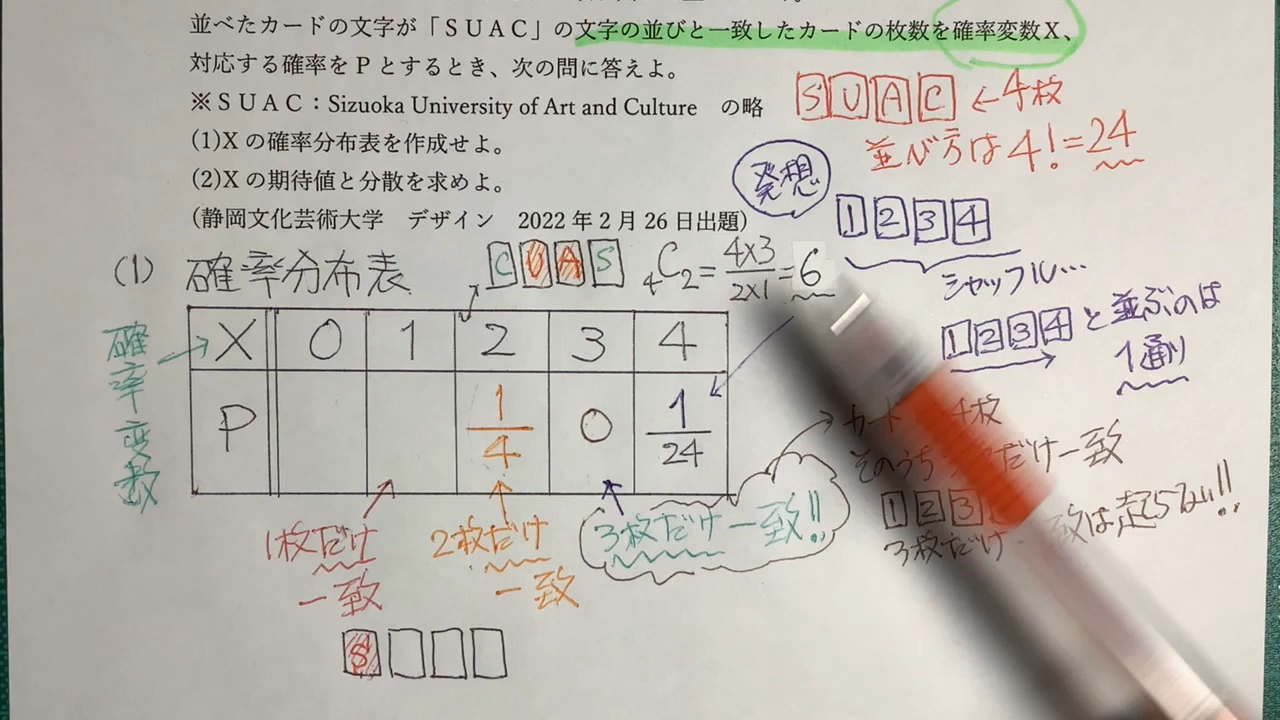 並べたカードの文字が「ＳＵＡＣ」の文字の並びと一致したカードの枚数を確率変数Ｘ、
対応する確率をＰとするとき、次の問に答えよ。
※ＳＵＡＣ：Sizuoka University of Art and Culture　の略
(1)Ｘの確率分布表を作成せよ。
(2)Ｘの期待値と分散を求めよ。
(静岡文化芸術大学　デザイン　2022年2月26日出題)
S U A C ←4枚
並び方は4!=24
発想
1 2 3 4
シャッフル…
1 2 3 4 と並ぶのは
1通り
(1) 確率分布表
C U A S
4C2=4×3/2×1=6
確率変数
X 0 1 2 3 4
P 1/4 0 1/24
1枚だけ
一致
2枚だけ
一致
3枚だけ一致!!
カード 4枚
そのうち だけ一致
1 2 3
3枚だけ 致は起こらない!!
S